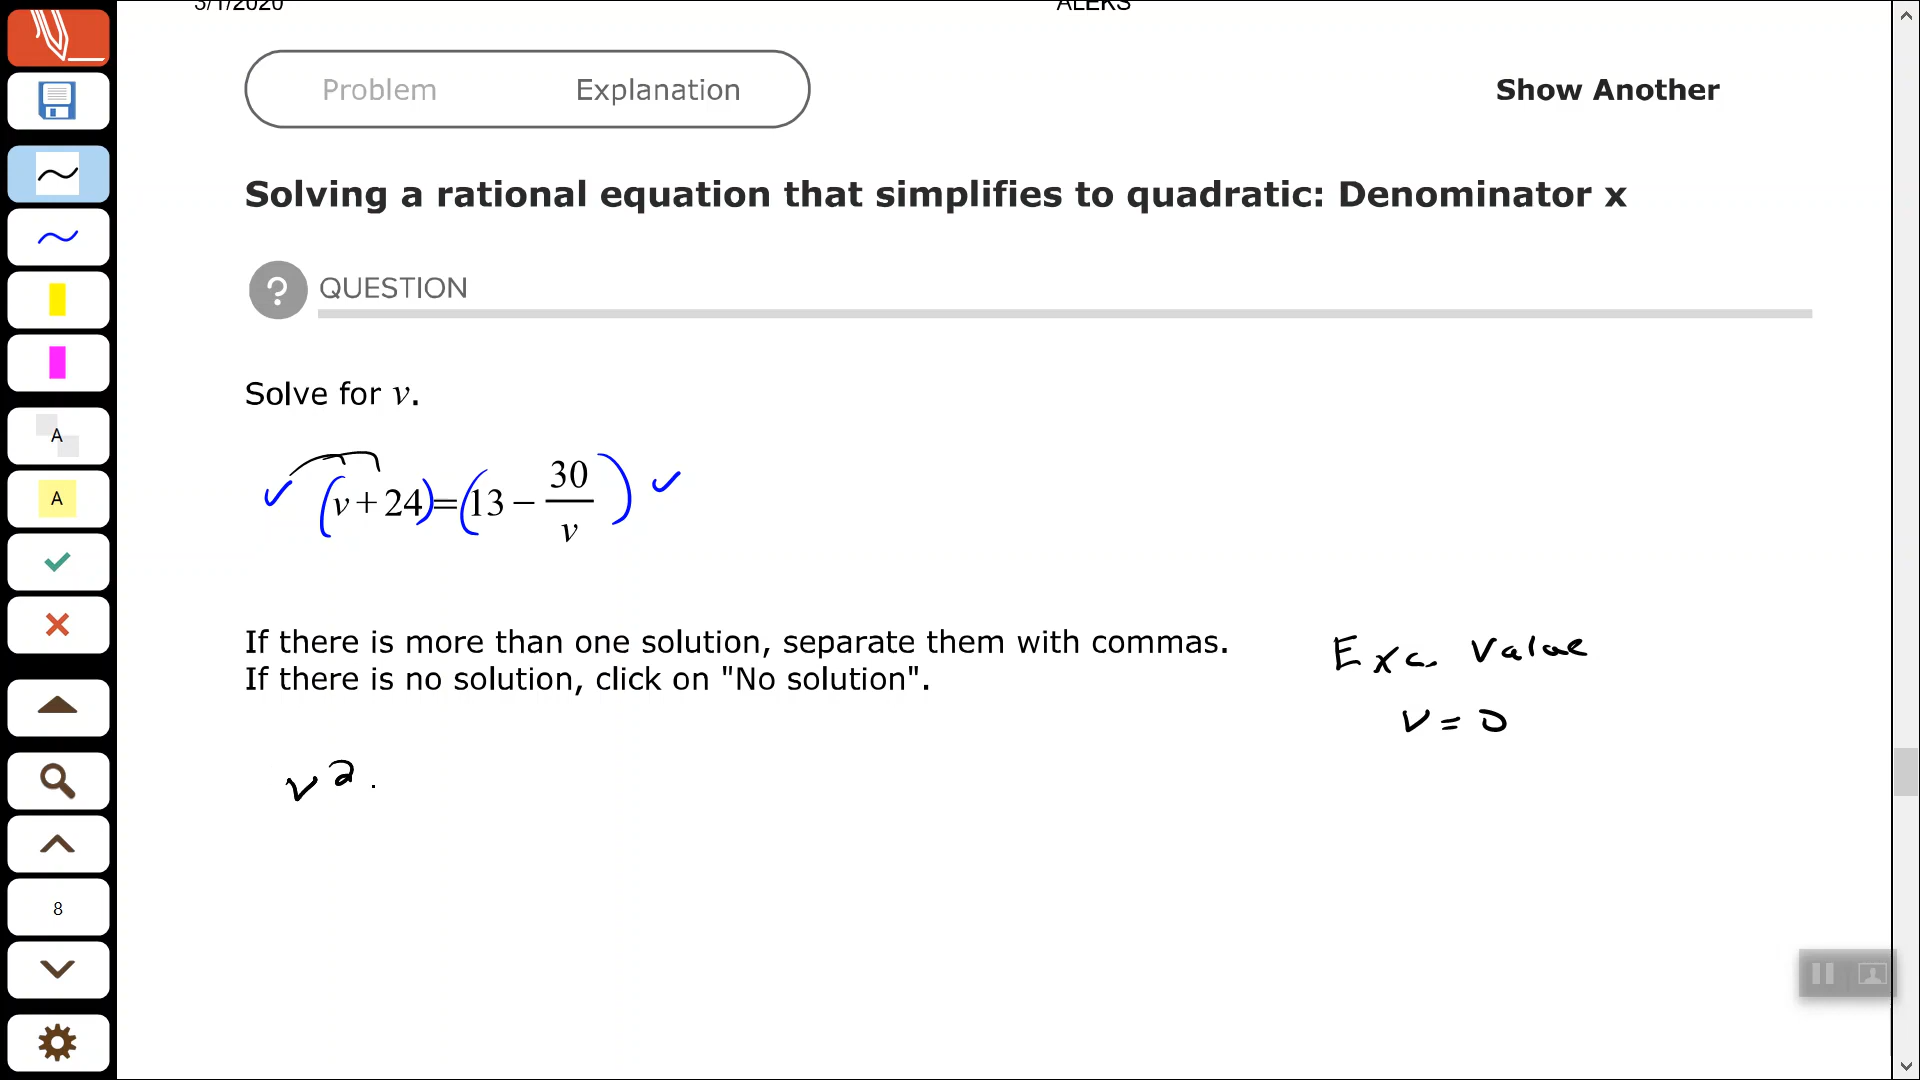 3/1/2020 ALEKS
Problem Explanation Show Another
Solving a rational equation that simplifies to quadratic: Denominator x
? QUESTION
Solve for v.
v (v+24)=(13 − 30/v) v
If there is more than one solution, separate them with commas.
If there is no solution, click on "No solution".
Exc. Value
v = 0
v² .
A
A
8